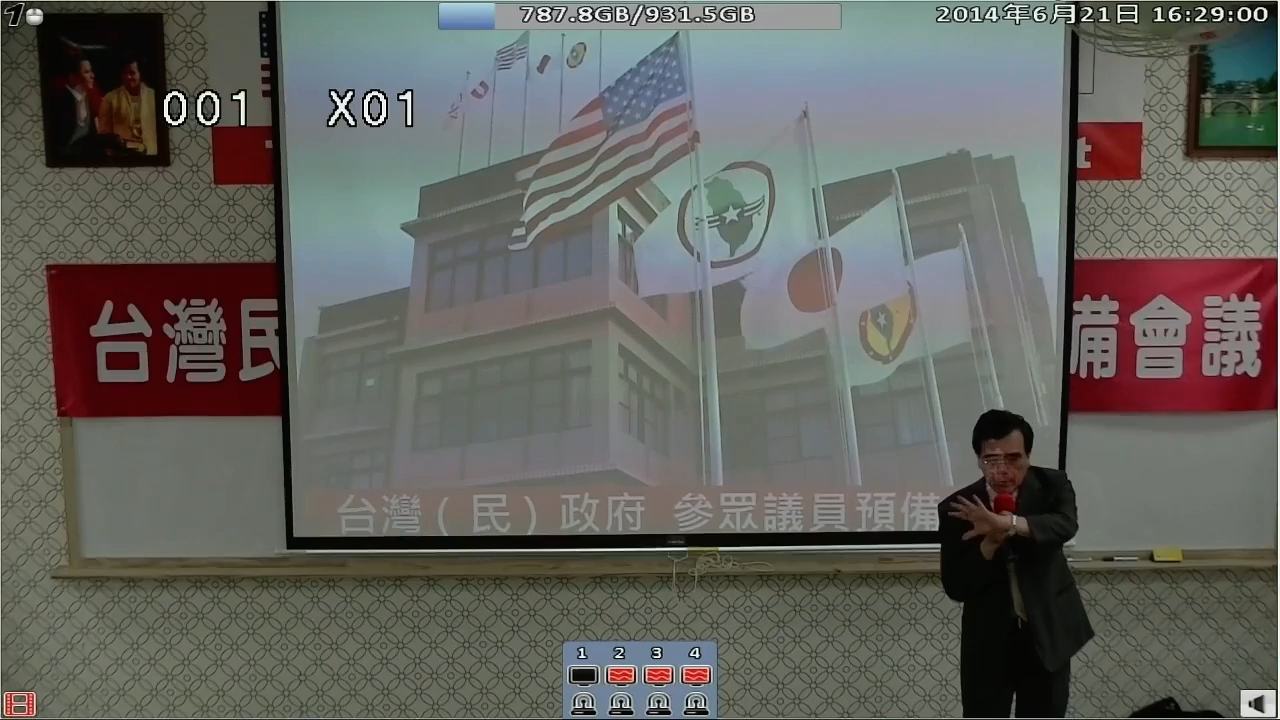 1
787.8GB/931.5GB
2014年6月21日 16:29:00
001 X01
t
台灣民
備會議
台灣(民)政府 參眾議員預備
1 2 3 4